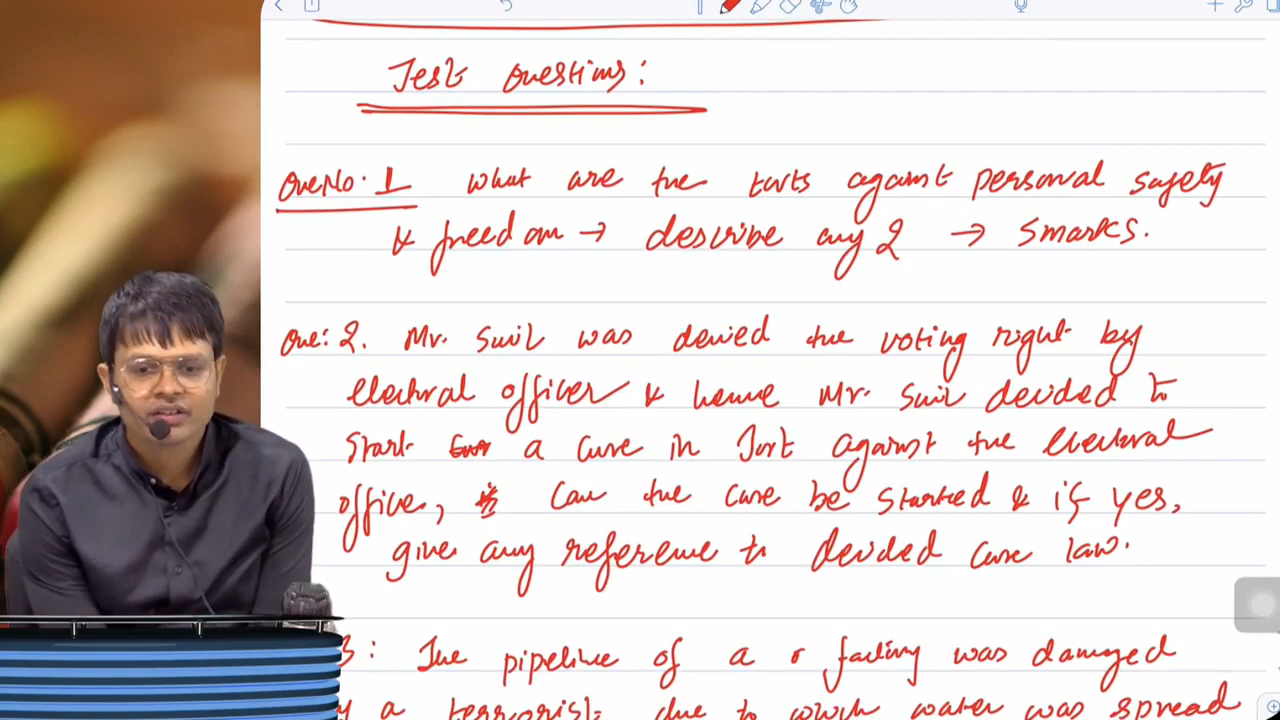 Test Questions:
Que No. 1 What are the torts against personal safety
& freedom → describe any 2 → 5 marks.
Que: 2. Mr. Sunil was denied the voting right by
electoral officer & hence Mr. Sunil decided to
start a case in Tort against the electoral
office, can the case be started & if yes,
give any reference to decided case law.
3: The pipeline of a factory was damaged
a terrorist, due to which water was spread